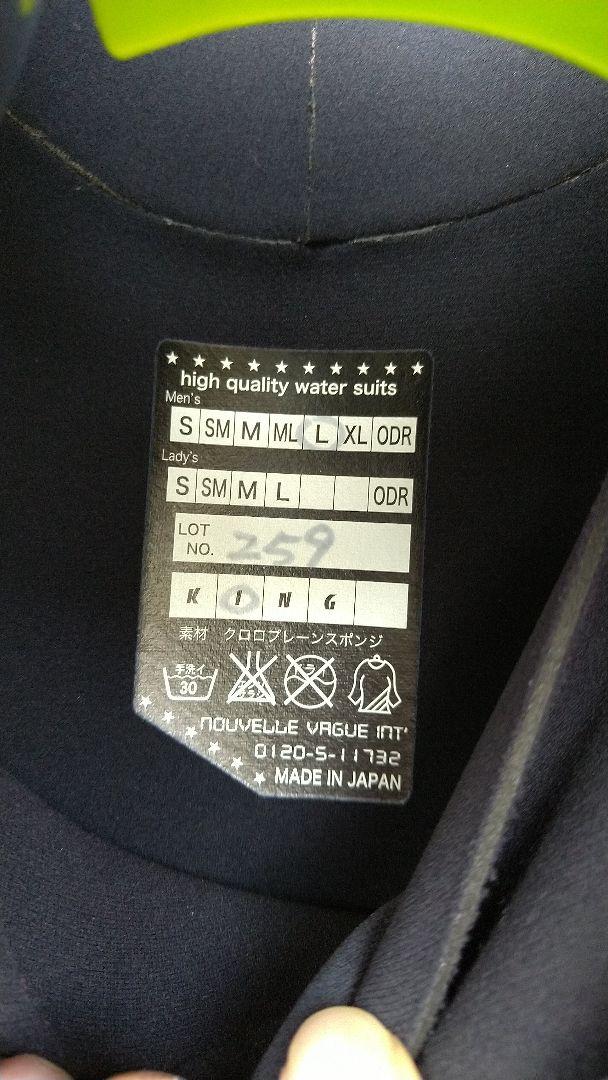 high quality water suits
Men's
S SM M ML L XL ODR
Lady's
S SM M L ODR
LOT NO. 259
K I N G
素材 クロロプレーンスポンジ
手洗イ 30
NOUVELLE VAGUE INT'
0120-5-11732
MADE IN JAPAN